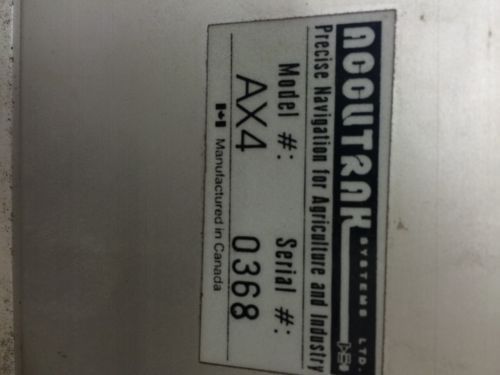 ACCUTRAK
SYSTEMS LTD.
Precise Navigation for Agriculture and Industry
Model #: Serial #:
AX4 0368
Manufactured in Canada